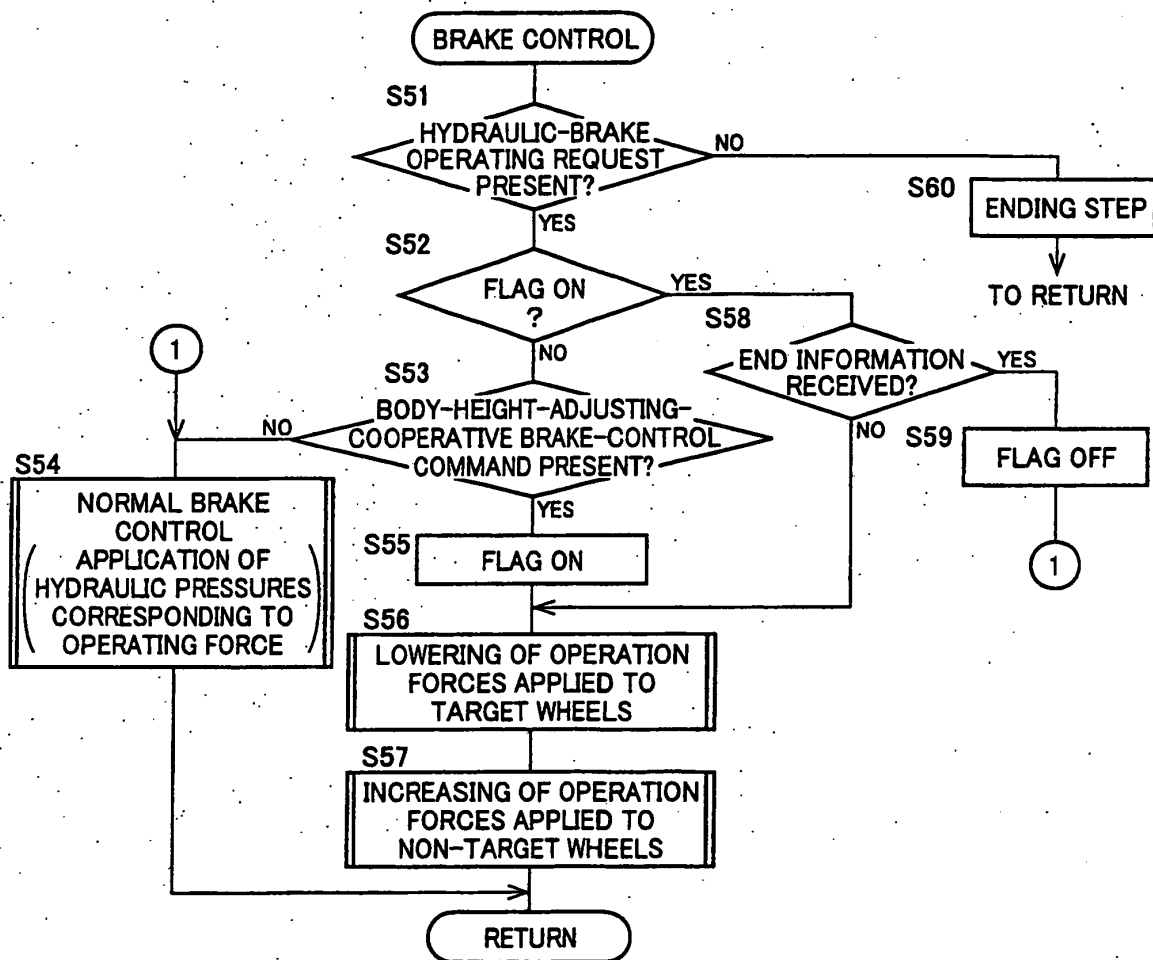 BRAKE CONTROL
S51
HYDRAULIC-BRAKE
OPERATING REQUEST
PRESENT?
NO
YES
S60
ENDING STEP
TO RETURN
S52
FLAG ON
?
YES
NO
S58
END INFORMATION
RECEIVED?
YES
NO
S59
FLAG OFF
1
1
S53
BODY-HEIGHT-ADJUSTING-
COOPERATIVE BRAKE-CONTROL
COMMAND PRESENT?
NO
YES
S54
NORMAL BRAKE
CONTROL
APPLICATION OF
HYDRAULIC PRESSURES
CORRESPONDING TO
OPERATING FORCE
S55
FLAG ON
S56
LOWERING OF OPERATION
FORCES APPLIED TO
TARGET WHEELS
S57
INCREASING OF OPERATION
FORCES APPLIED TO
NON-TARGET WHEELS
RETURN